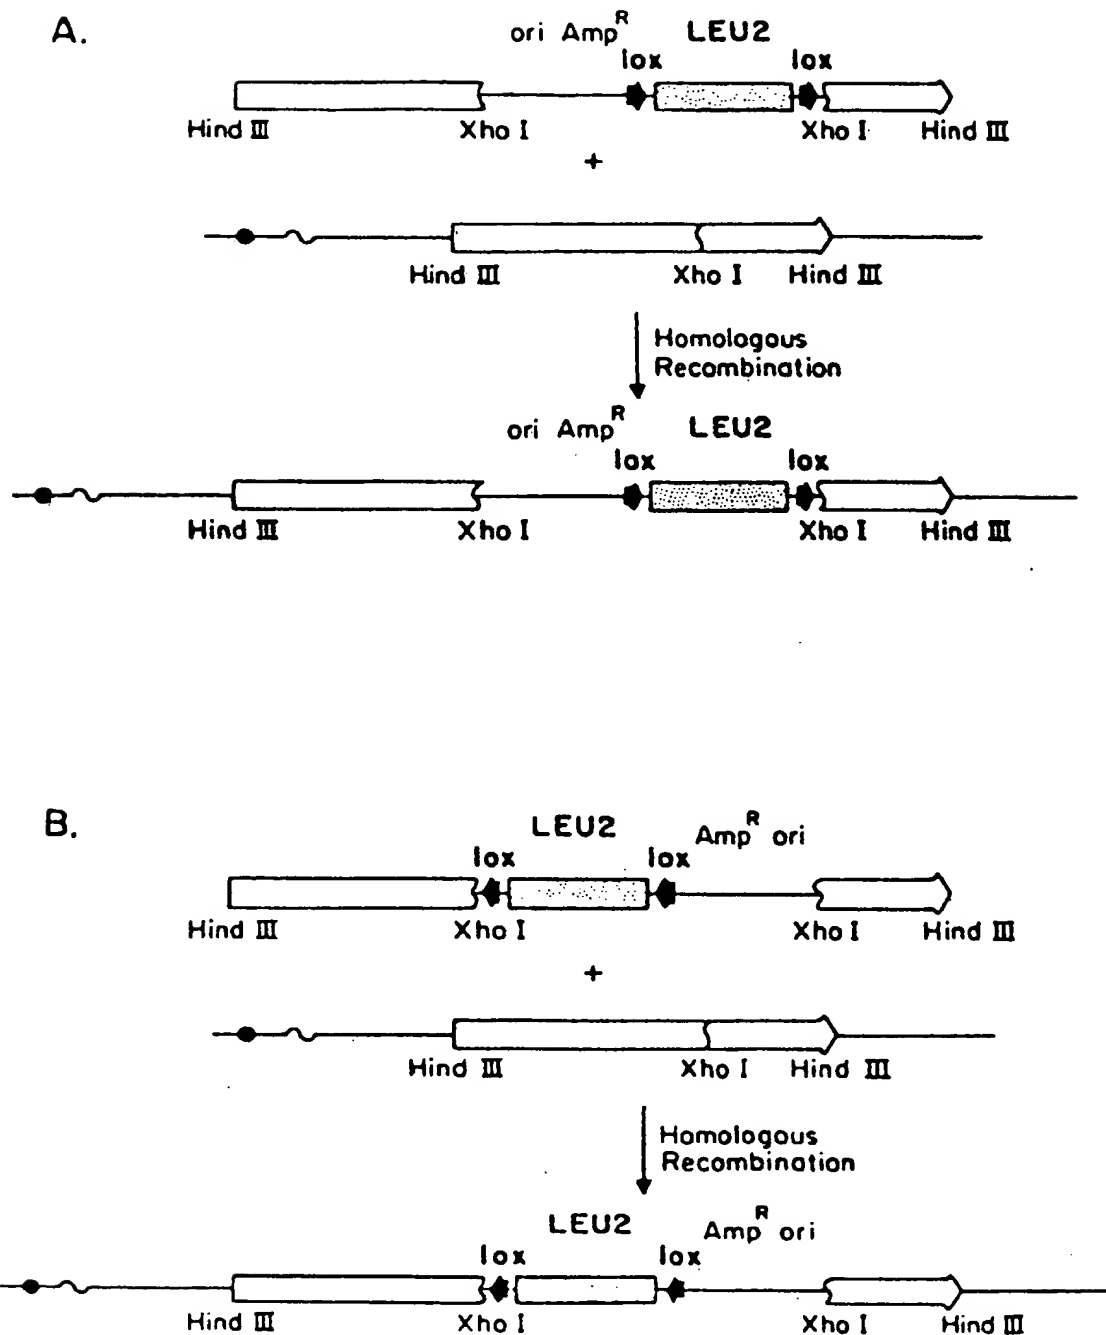 A.
ori Amp^R LEU2
lox lox
Hind III Xho I Xho I Hind III
+
Hind III Xho I Hind III
Homologous
Recombination
ori Amp^R LEU2
lox lox
Hind III Xho I Xho I Hind III
B.
LEU2 Amp^R ori
lox lox
Hind III Xho I Xho I Hind III
+
Hind III Xho I Hind III
Homologous
Recombination
LEU2 Amp^R ori
lox lox
Hind III Xho I Xho I Hind III